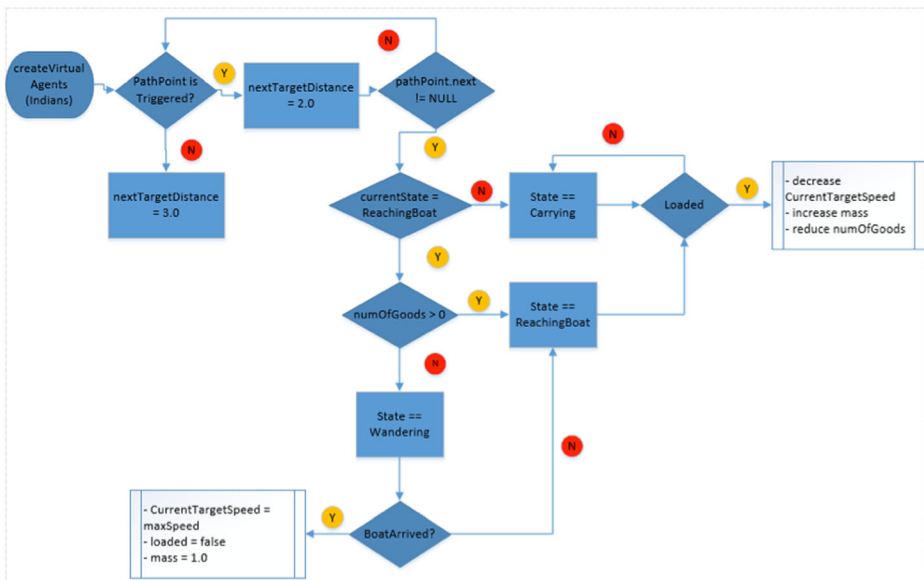 createVirtual
Agents
(Indians)
PathPoint is
Triggered?
Y
nextTargetDistance
= 2.0
N
pathPoint.next
!= NULL
N
nextTargetDistance
= 3.0
Y
currentState =
ReachingBoat
N
State ==
Carrying
N
Loaded
Y
- decrease
CurrentTargetSpeed
- increase mass
- reduce numOfGoods
Y
numOfGoods > 0
Y
State ==
ReachingBoat
N
State ==
Wandering
N
BoatArrived?
Y
- CurrentTargetSpeed =
maxSpeed
- loaded = false
- mass = 1.0